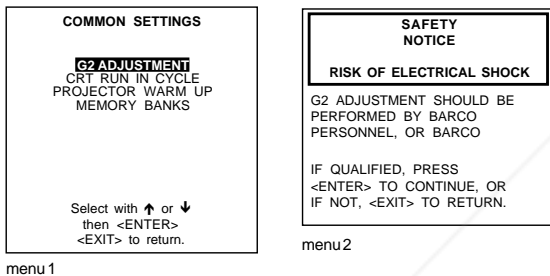 COMMON SETTINGS
G2 ADJUSTMENT
CRT RUN IN CYCLE
PROJECTOR WARM UP
MEMORY BANKS
Select with ↑ or ↓
then <ENTER>
<EXIT> to return.
menu 1
SAFETY
NOTICE
RISK OF ELECTRICAL SHOCK
G2 ADJUSTMENT SHOULD BE
PERFORMED BY BARCO
PERSONNEL, OR BARCO
IF QUALIFIED, PRESS
<ENTER> TO CONTINUE, OR
IF NOT, <EXIT> TO RETURN.
menu 2